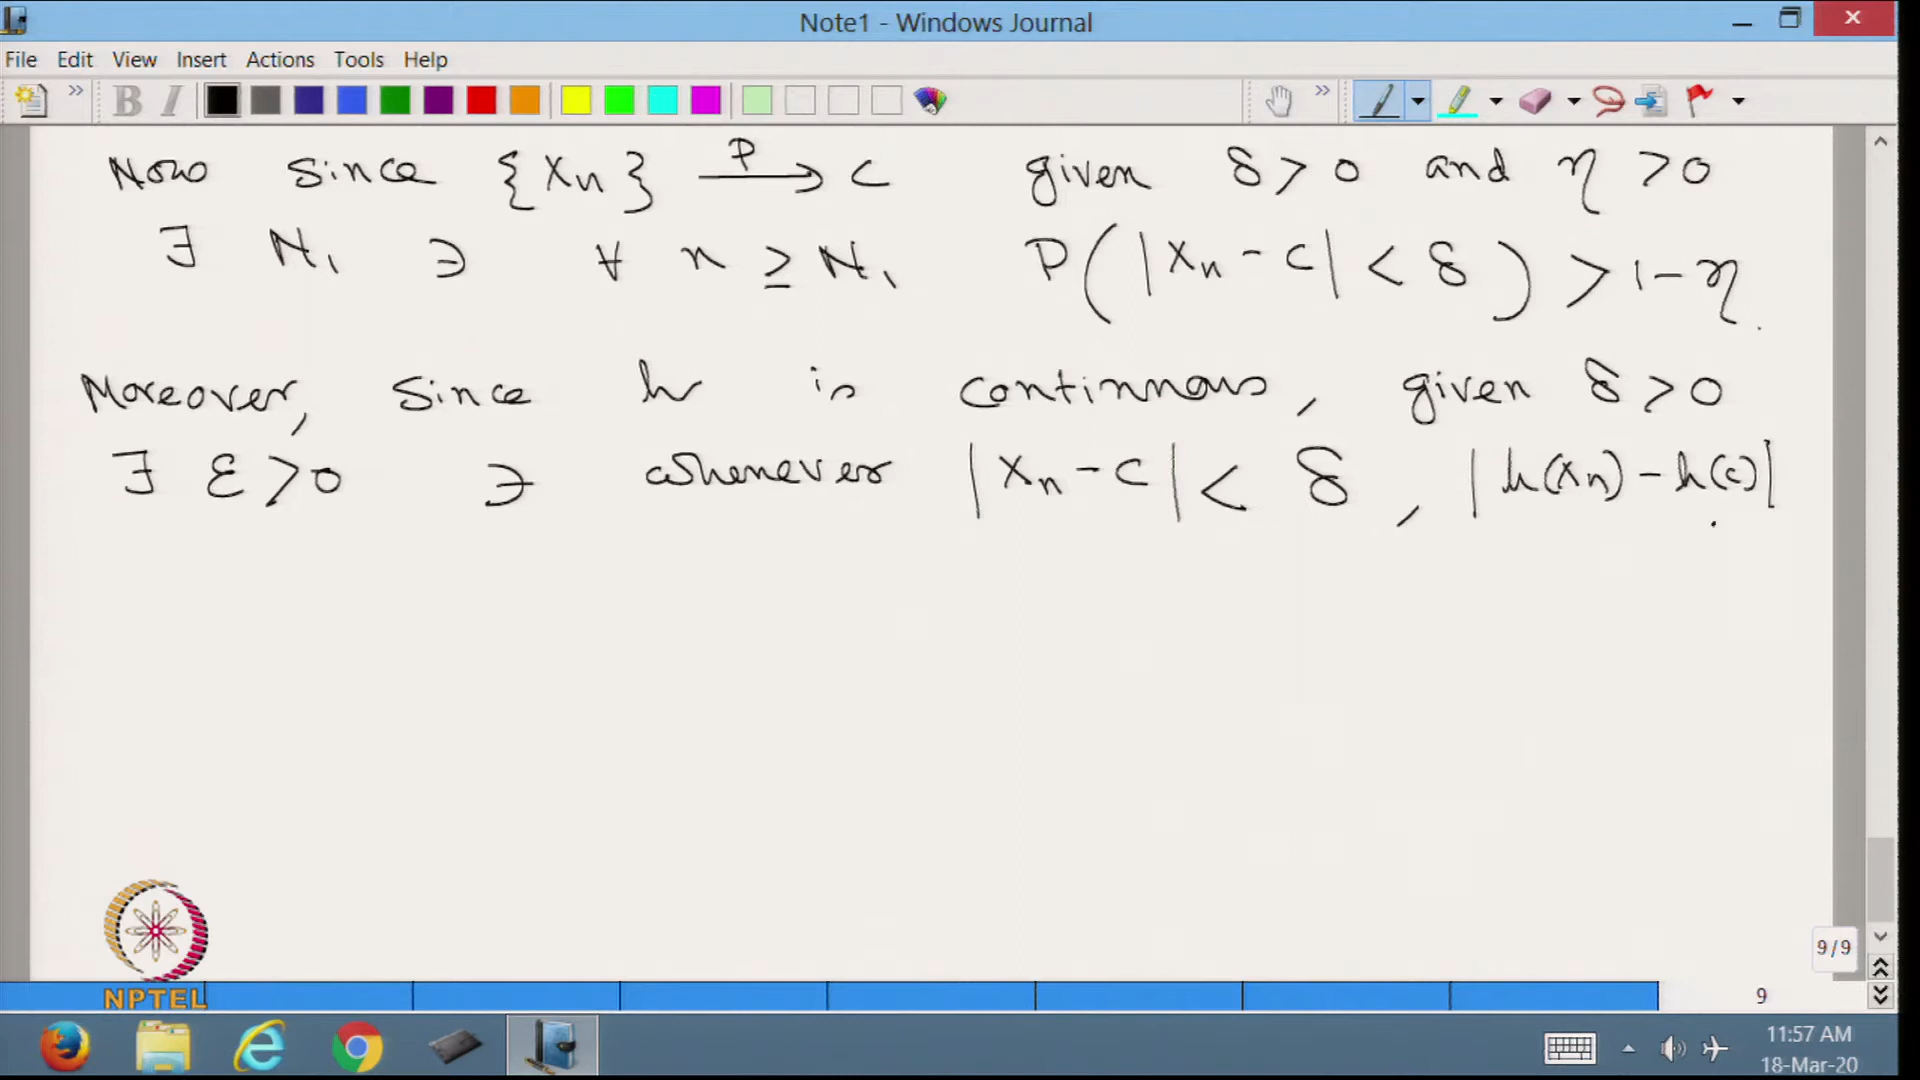 Note1 - Windows Journal
File Edit View Insert Actions Tools Help
B I
Now since {Xn} P→ c given δ > 0 and η > 0
∃ N₁ ∋ ∀ n ≥ N₁ P(|Xn - c| < δ) > 1 - η.
Moreover, since h is continuous, given δ > 0
∃ ε > 0 ∋ whenever |Xn - c| < δ, |h(Xn) - h(c)|
9/9
NPTEL
9
11:57 AM
18-Mar-20